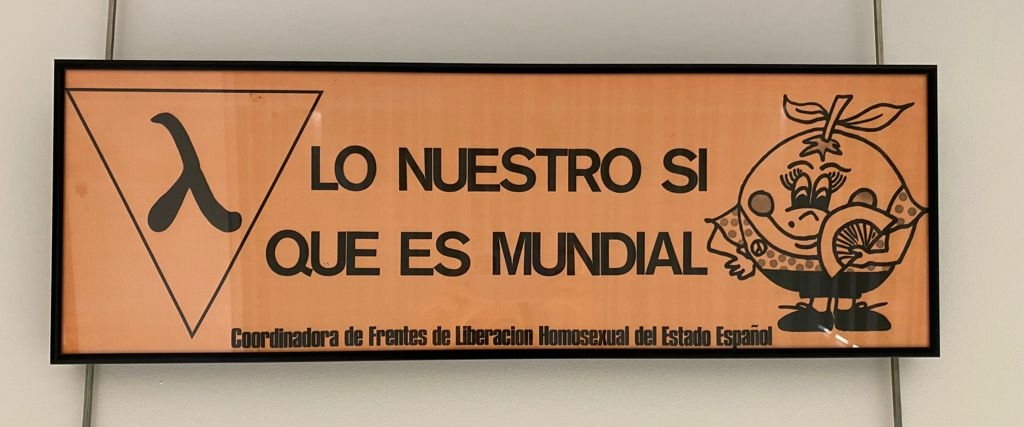 λ
LO NUESTRO SI
QUE ES MUNDIAL
Coordinadora de Frentes de Liberacion Homosexual del Estado Español